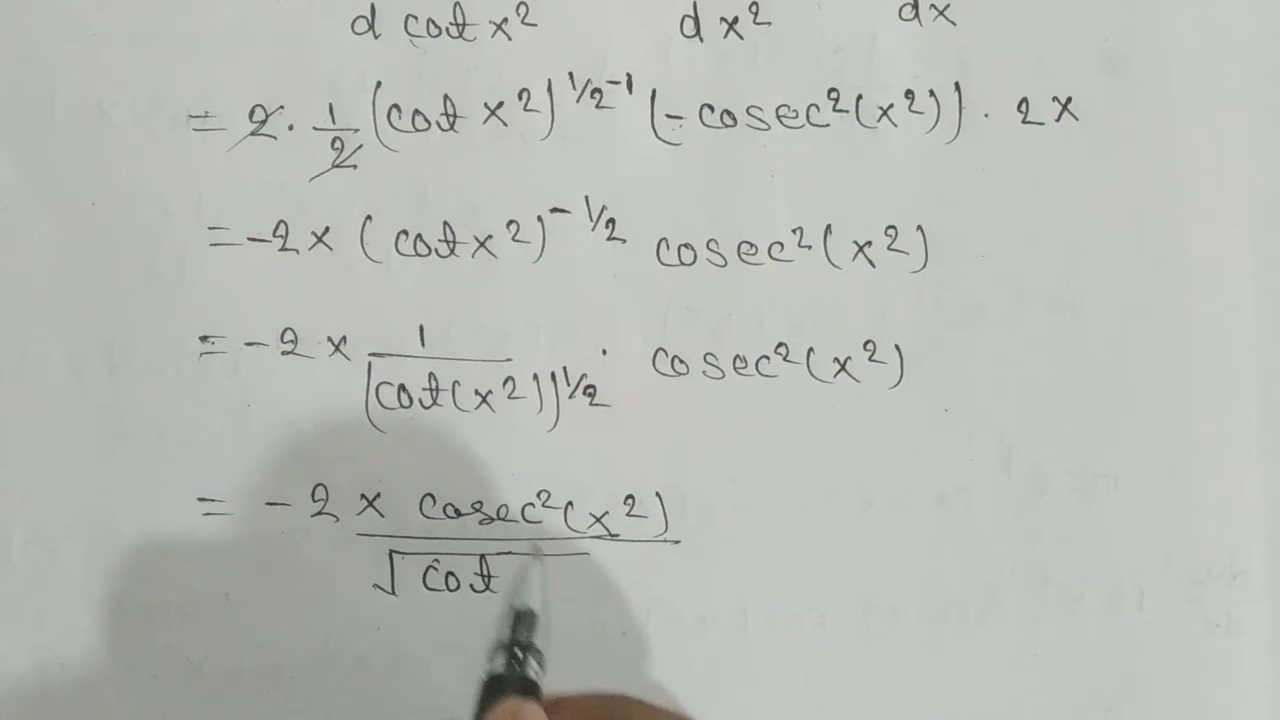 d cot x² d x² dx
= 2 · 1/2 (cot x²)^1/2-1 (-cosec²(x²)) · 2x
= -2x (cot x²)^-1/2 cosec²(x²)
= -2x 1/(cot(x²))^1/2 · cosec²(x²)
= -2x cosec²(x²)
√cot